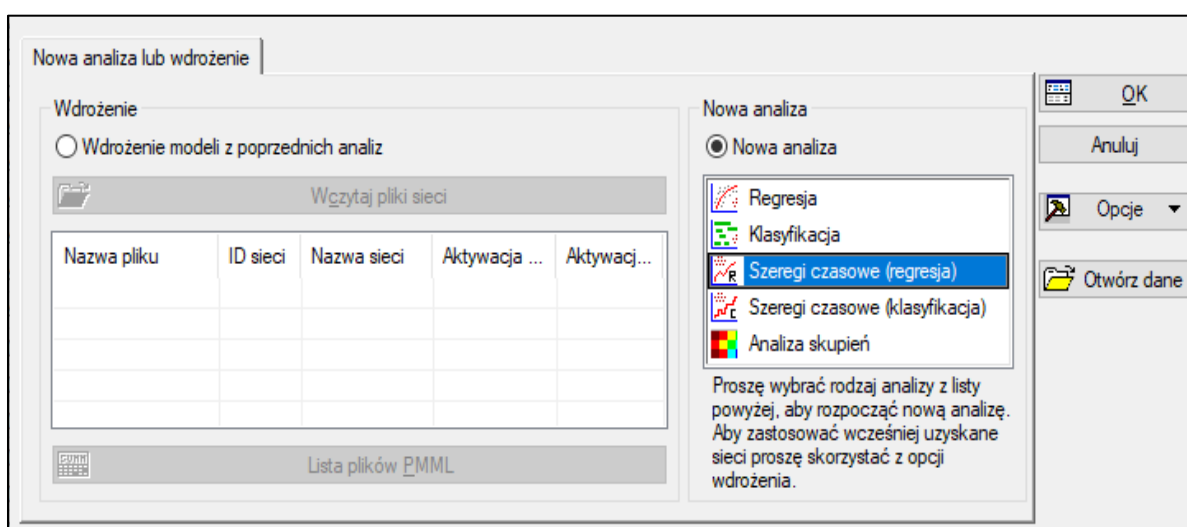 Nowa analiza lub wdrożenie
Wdrożenie
Wdrożenie modeli z poprzednich analiz
Wczytaj pliki sieci
Nazwa pliku ID sieci Nazwa sieci Aktywacja ... Aktywacj...
Lista plików PMML
Nowa analiza
Nowa analiza
Regresja
Klasyfikacja
Szeregi czasowe (regresja)
Szeregi czasowe (klasyfikacja)
Analiza skupień
Proszę wybrać rodzaj analizy z listy
powyżej, aby rozpocząć nową analizę.
Aby zastosować wcześniej uzyskane
sieci proszę skorzystać z opcji
wdrożenia.
OK
Anuluj
Opcje
Otwórz dane